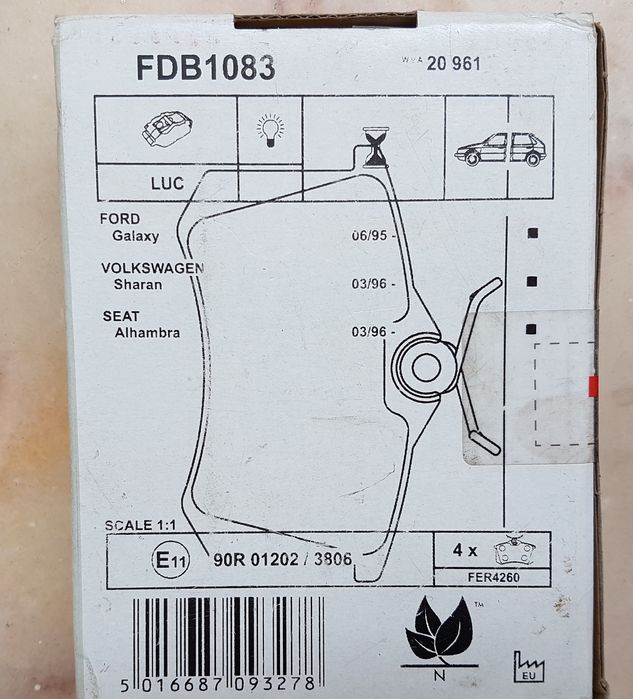 FDB1083
WVA 20 961
LUC
FORD
Galaxy 06/95 -
VOLKSWAGEN
Sharan 03/96 -
SEAT
Alhambra 03/96 -
SCALE 1:1
E11 90R 01202 / 3806
4 x
FER4260
5 016687 093278
TM
N
EU